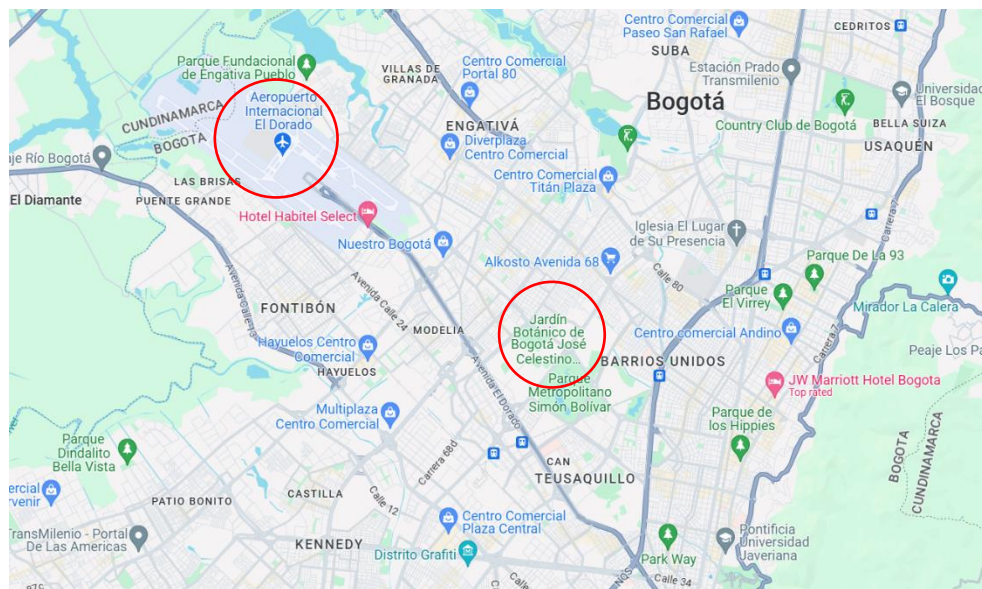 Centro Comercial
Paseo San Rafael
CEDRITOS
SUBA
Parque Fundacional
de Engativa Pueblo
VILLAS DE
GRANADA
Centro Comercial
Portal 80
Estación Prado
Transmilenio
Universidad
El Bosque
Aeropuerto
Internacional
El Dorado
CUNDINAMARCA
BOGOTA
Bogotá
ENGATIVÁ
Country Club de Bogotá
BELLA SUIZA
USAQUÉN
Diverplaza
Centro Comercial
aje Río Bogotá
El Diamante
LAS BRISAS
PUENTE GRANDE
Centro Comercial
Titán Plaza
Hotel Habitel Select
Nuestro Bogotá
Iglesia El Lugar
de Su Presencia
Carrera 7
Alkosto Avenida 68
Calle 80
Parque De La 93
Parque
El Virrey
Mirador La Calera
Avenida Calle 24
Avenida Calle 13
FONTIBÓN
MODELIA
Jardín
Botánico de
Bogotá José
Celestino...
Centro comercial Andino
Carrera 7
Peaje Los Pa
Hayuelos Centro
Comercial
HAYUELOS
Avenida El Dorado
BARRIOS UNIDOS
Parque
Metropolitano
Simón Bolívar
JW Marriott Hotel Bogota
Top rated
Multiplaza
Centro Comercial
Parque de
los Hippies
Parque
Dindalito
Bella Vista
Carrera 68d
CAN
TEUSAQUILLO
BOGOTA
CUNDINAMARCA
ercial
rvenir
PATIO BONITO
CASTILLA
Calle 12
Centro Comercial
Plaza Central
TransMilenio - Portal
De Las Americas
KENNEDY
Distrito Grafiti
Park Way
Pontificia
Universidad
Javeriana
Calle 34
NQS